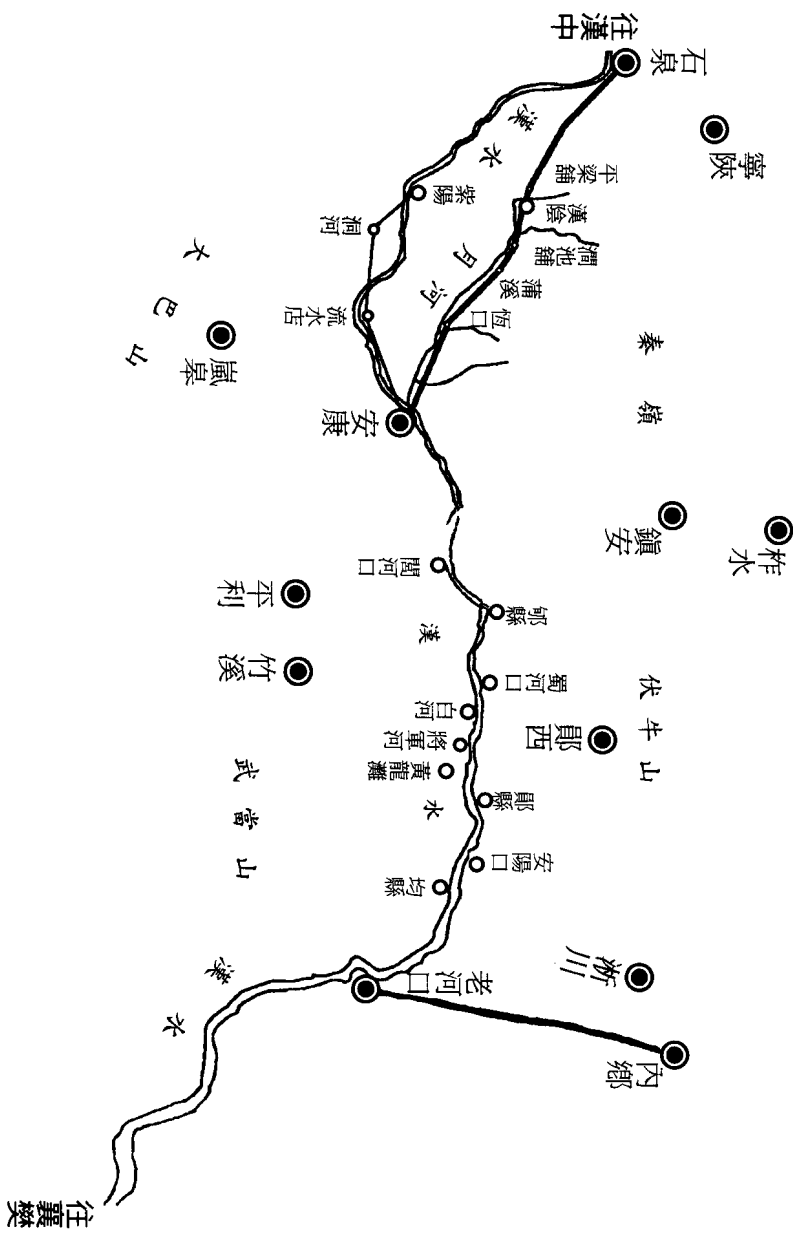 往漢中
石泉
寧陝
漢水
平梁舖
漢陰
紫陽
洞河
澗池舖
月河
蒲溪
恆口
流水店
大巴山
嵐皋
秦嶺
安康
鎮安
柞水
閭河口
平利
郇縣
漢水
竹溪
蜀河口
白河
伏牛山
鄖西
將軍河
黃龍灘
武當山
鄖縣
安陽口
均縣
淅川
老河口
漢水
內鄉
往襄樊